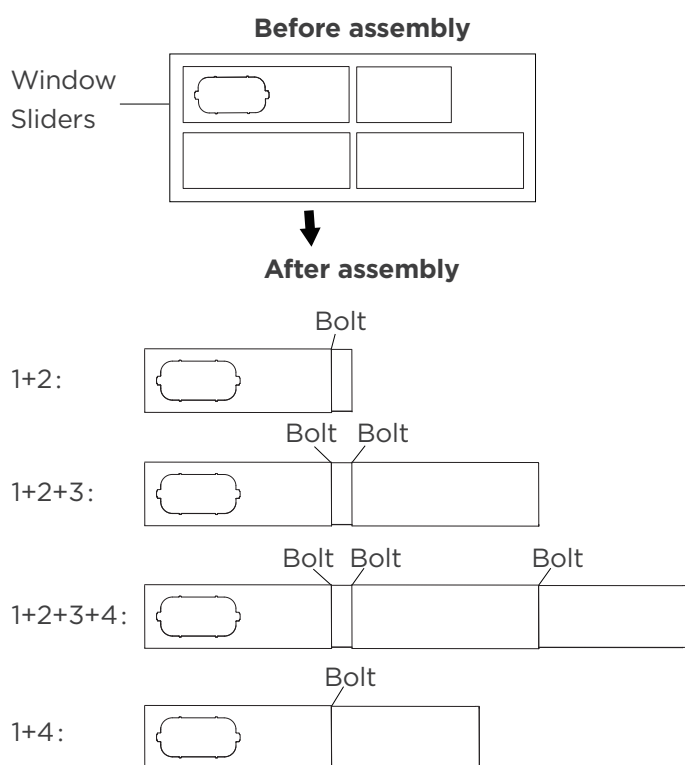 Before assembly
Window
Sliders
After assembly
Bolt
1+2:
Bolt Bolt
1+2+3:
Bolt Bolt Bolt
1+2+3+4:
Bolt
1+4: